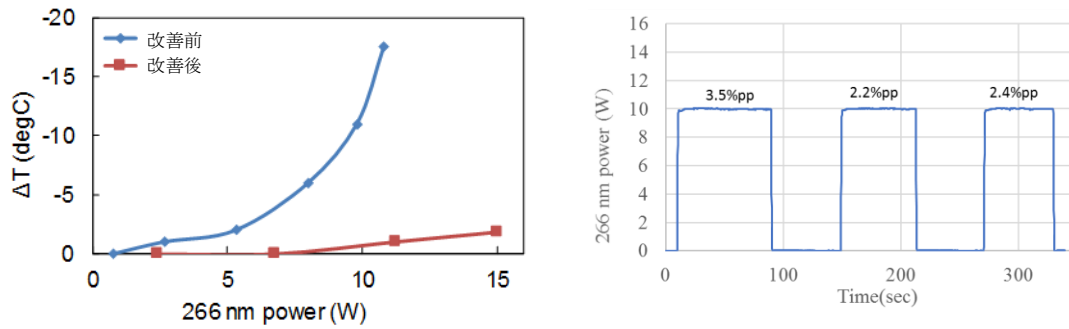 -20
-15
-10
-5
0
ΔT (degC)
改善前
改善後
0 5 10 15
266 nm power (W)
16
14
12
10
8
6
4
2
0
266 nm power (W)
3.5%pp 2.2%pp 2.4%pp
0 100 200 300
Time(sec)